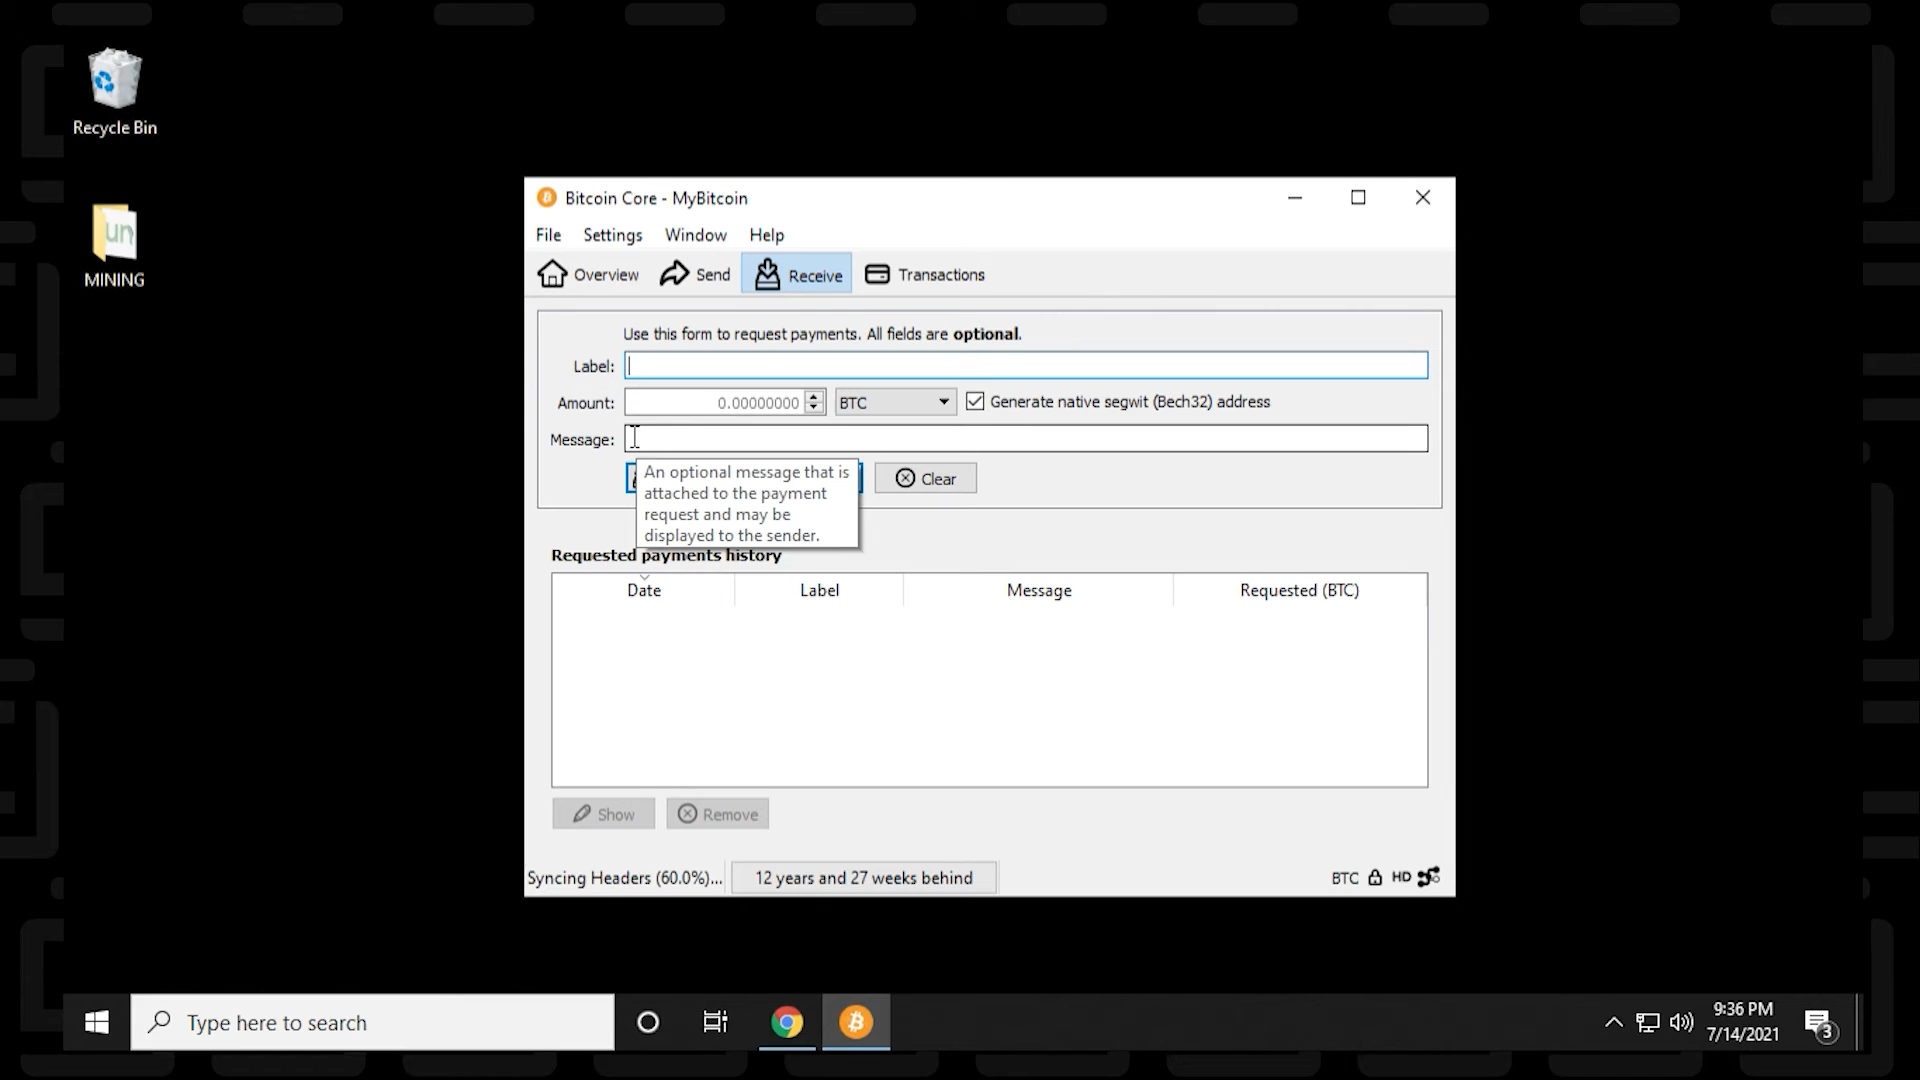 Recycle Bin
MINING
Bitcoin Core - MyBitcoin
File Settings Window Help
Overview Send Receive Transactions
Use this form to request payments. All fields are optional.
Label:
Amount: 0.00000000 BTC Generate native segwit (Bech32) address
Message:
An optional message that is
attached to the payment
request and may be
displayed to the sender.
Clear
Requested payments history
Date Label Message Requested (BTC)
Show Remove
Syncing Headers (60.0%)... 12 years and 27 weeks behind BTC HD
Type here to search
9:36 PM
7/14/2021
3